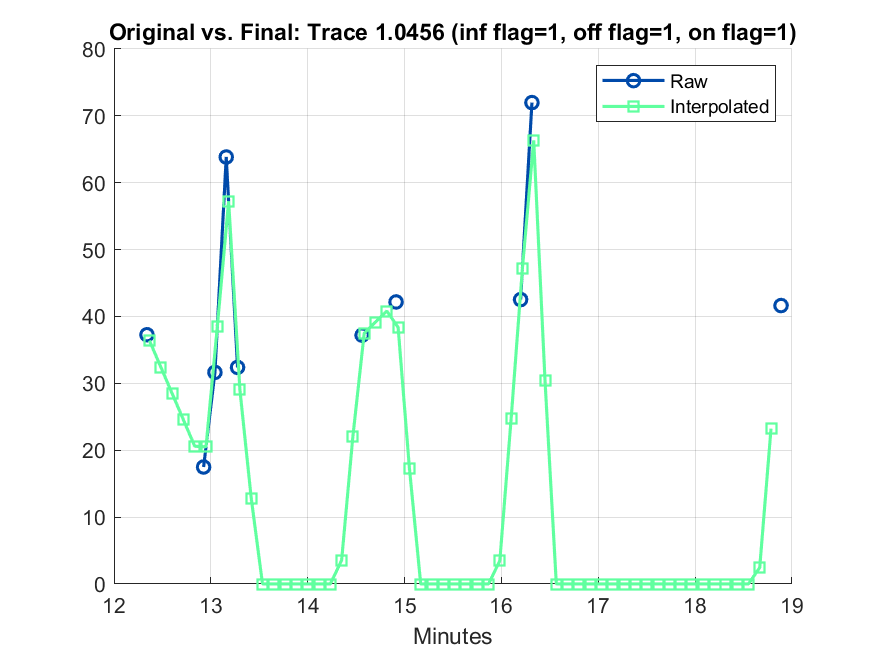 Original vs. Final: Trace 1.0456 (inf flag=1, off flag=1, on flag=1)
80
70
60
50
40
30
20
10
0
Raw
Interpolated
12 13 14 15 16 17 18 19
Minutes